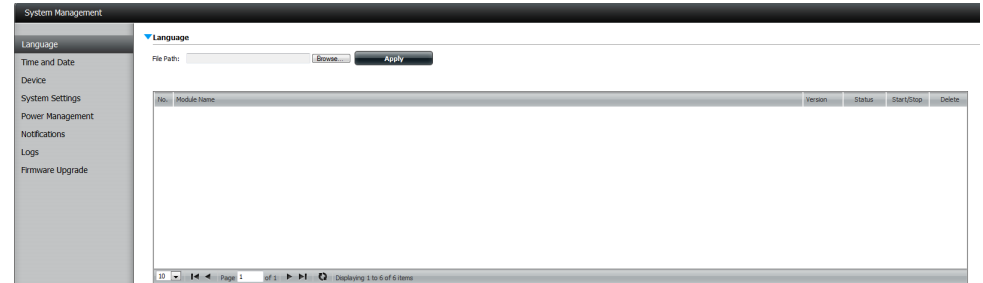 System Management
Language
Time and Date
Device
System Settings
Power Management
Notifications
Logs
Firmware Upgrade
Language
File Path: Browse... Apply
No. Module Name Version Status Start/Stop Delete
10 Page 1 of 1 Displaying 1 to 6 of 6 items